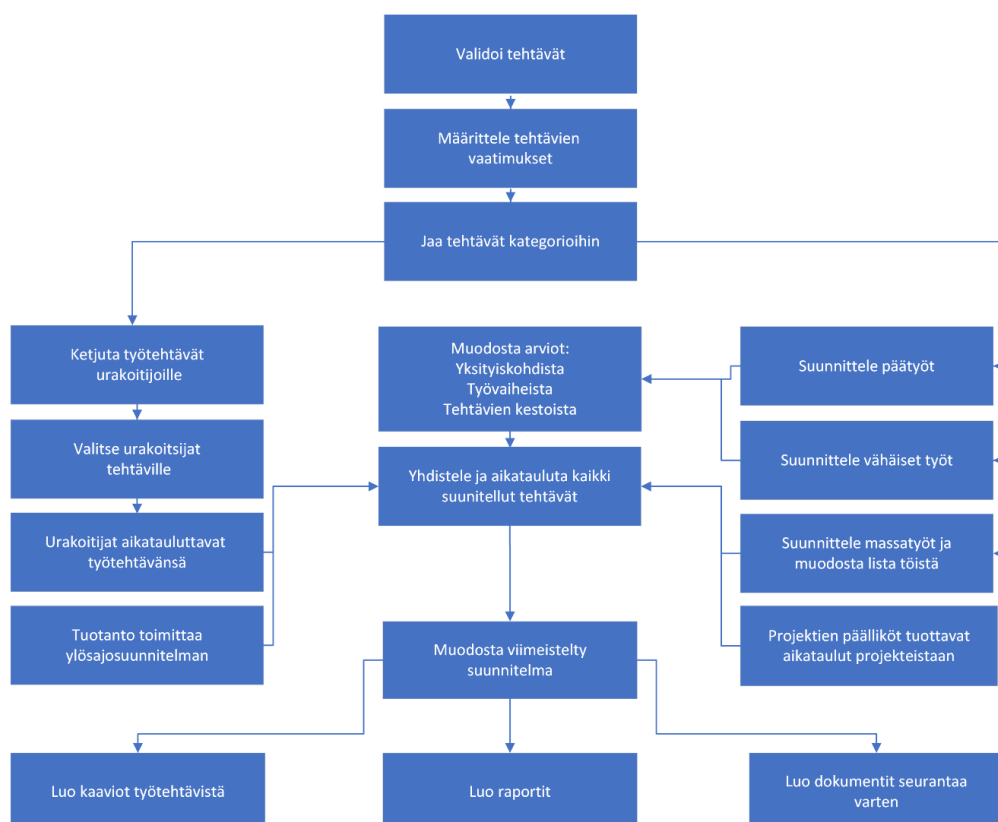 Validoi tehtävät
Määrittele tehtävien
vaatimukset
Jaa tehtävät kategorioihin
Ketjuta työtehtävät
urakoitijoille
Muodosta arviot:
Yksityiskohdista
Työvaiheista
Tehtävien kestoista
Suunnittele päätyöt
Valitse urakoitsijat
tehtäville
Yhdistele ja aikatauluta kaikki
suunitellut tehtävät
Suunnittele vähäiset työt
Urakoitijat aikatauluttavat
työtehtävänsä
Suunnittele massatyöt ja
muodosta lista töistä
Tuotanto toimittaa
ylösajosuunnitelman
Muodosta viimeistelty
suunnitelma
Projektien päälliköt tuottavat
aikataulut projekteistaan
Luo kaaviot työtehtävistä
Luo raportit
Luo dokumentit seurantaa
varten